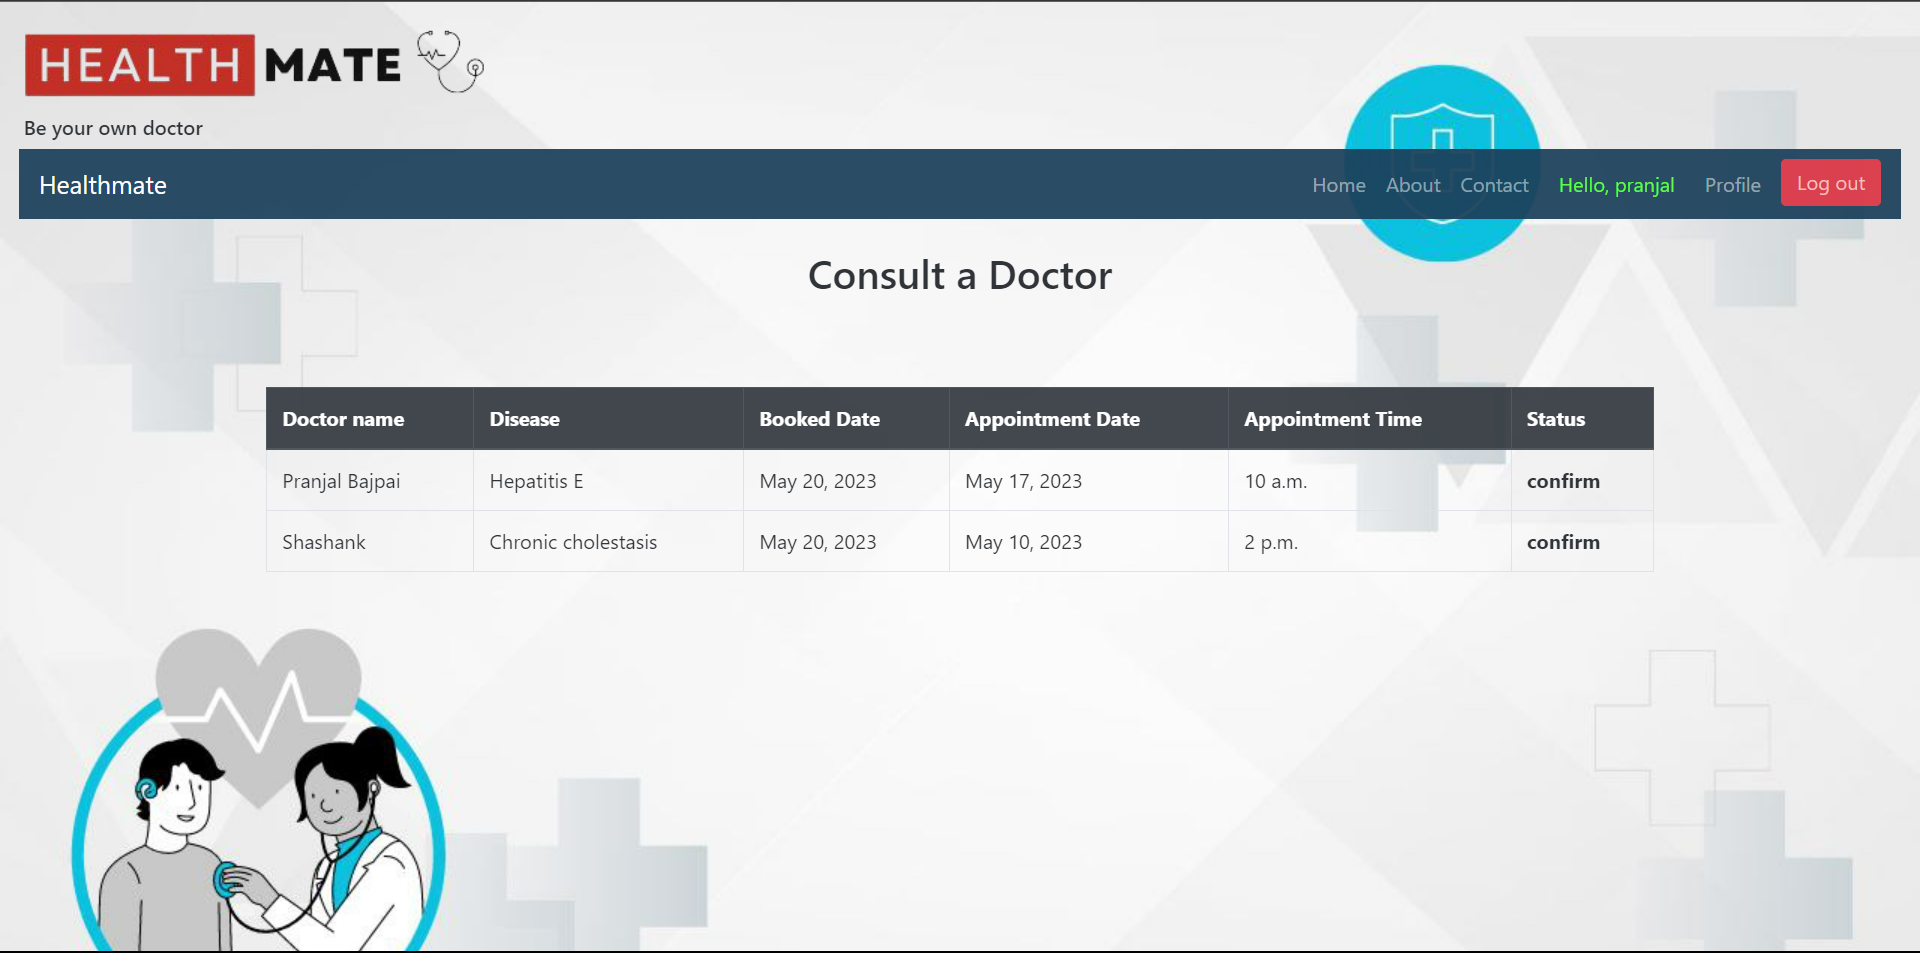 HEALTH MATE
Be your own doctor
Healthmate Home About Contact Hello, pranjal Profile Log out
Consult a Doctor
Doctor name Disease Booked Date Appointment Date Appointment Time Status
Pranjal Bajpai Hepatitis E May 20, 2023 May 17, 2023 10 a.m. confirm
Shashank Chronic cholestasis May 20, 2023 May 10, 2023 2 p.m. confirm